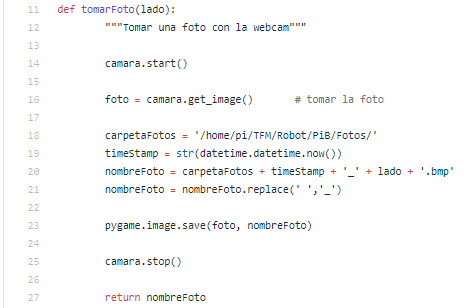 11 def tomarFoto(lado):
12 """Tomar una foto con la webcam"""
13
14 camara.start()
15
16 foto = camara.get_image() # tomar la foto
17
18 carpetaFotos = '/home/pi/TFM/Robot/PiB/Fotos/'
19 timeStamp = str(datetime.datetime.now())
20 nombreFoto = carpetaFotos + timeStamp + '_' + lado + '.bmp'
21 nombreFoto = nombreFoto.replace(' ','_')
22
23 pygame.image.save(foto, nombreFoto)
24
25 camara.stop()
26
27 return nombreFoto